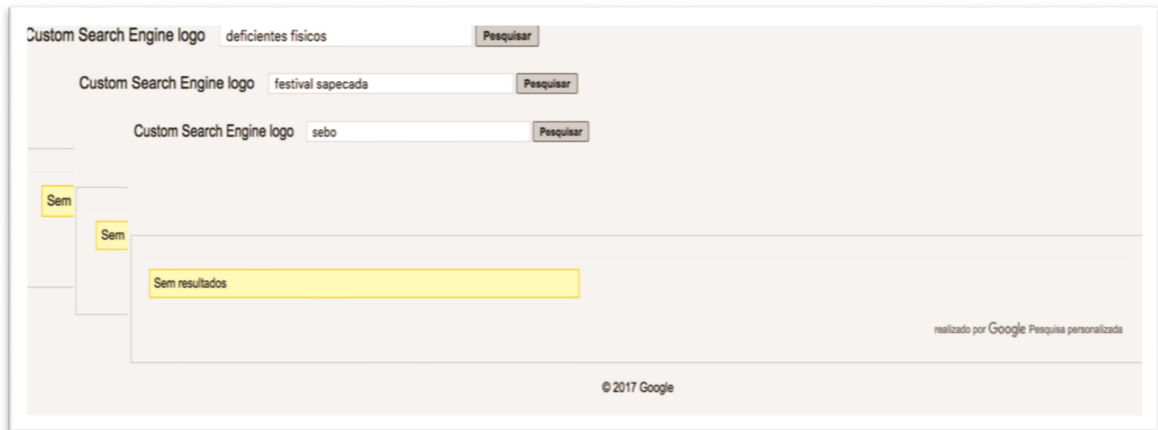 Custom Search Engine logo deficientes físicos Pesquisar
Custom Search Engine logo festival sapecada Pesquisar
Custom Search Engine logo sebo Pesquisar
Sem
Sem
Sem resultados
realizado por Google Pesquisa personalizada
© 2017 Google